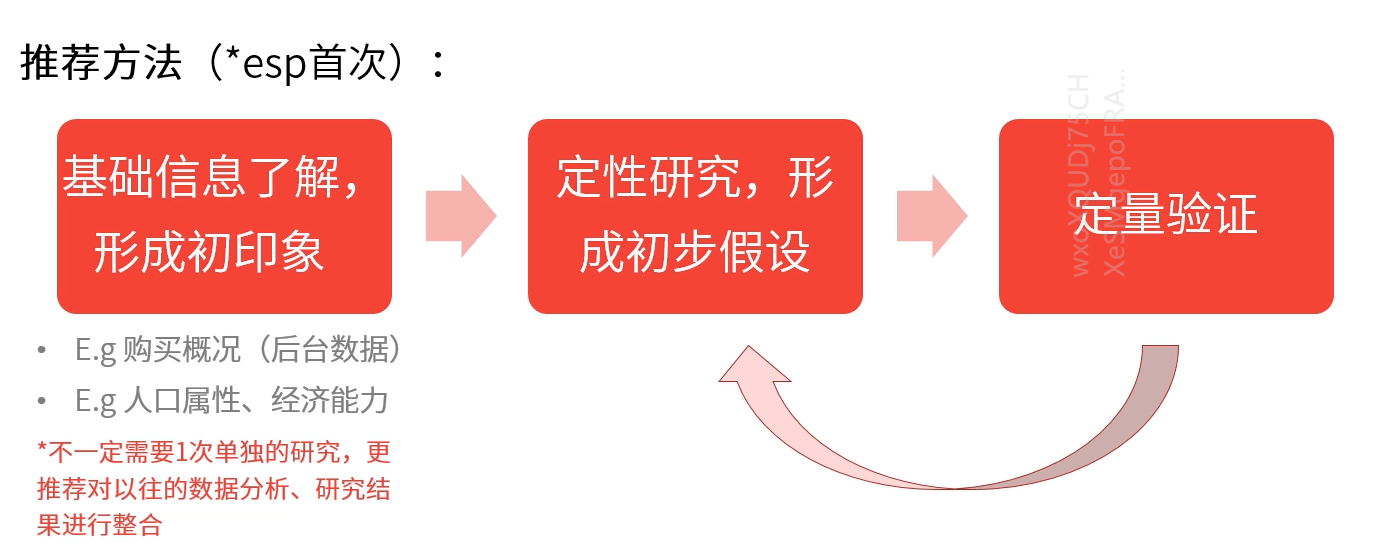 推荐方法（*esp首次）：
基础信息了解，
形成初印象
定性研究，形
成初步假设
定量验证
• E.g 购买概况（后台数据）
• E.g 人口属性、经济能力
*不一定需要1次单独的研究，更
推荐对以往的数据分析、研究结
果进行整合